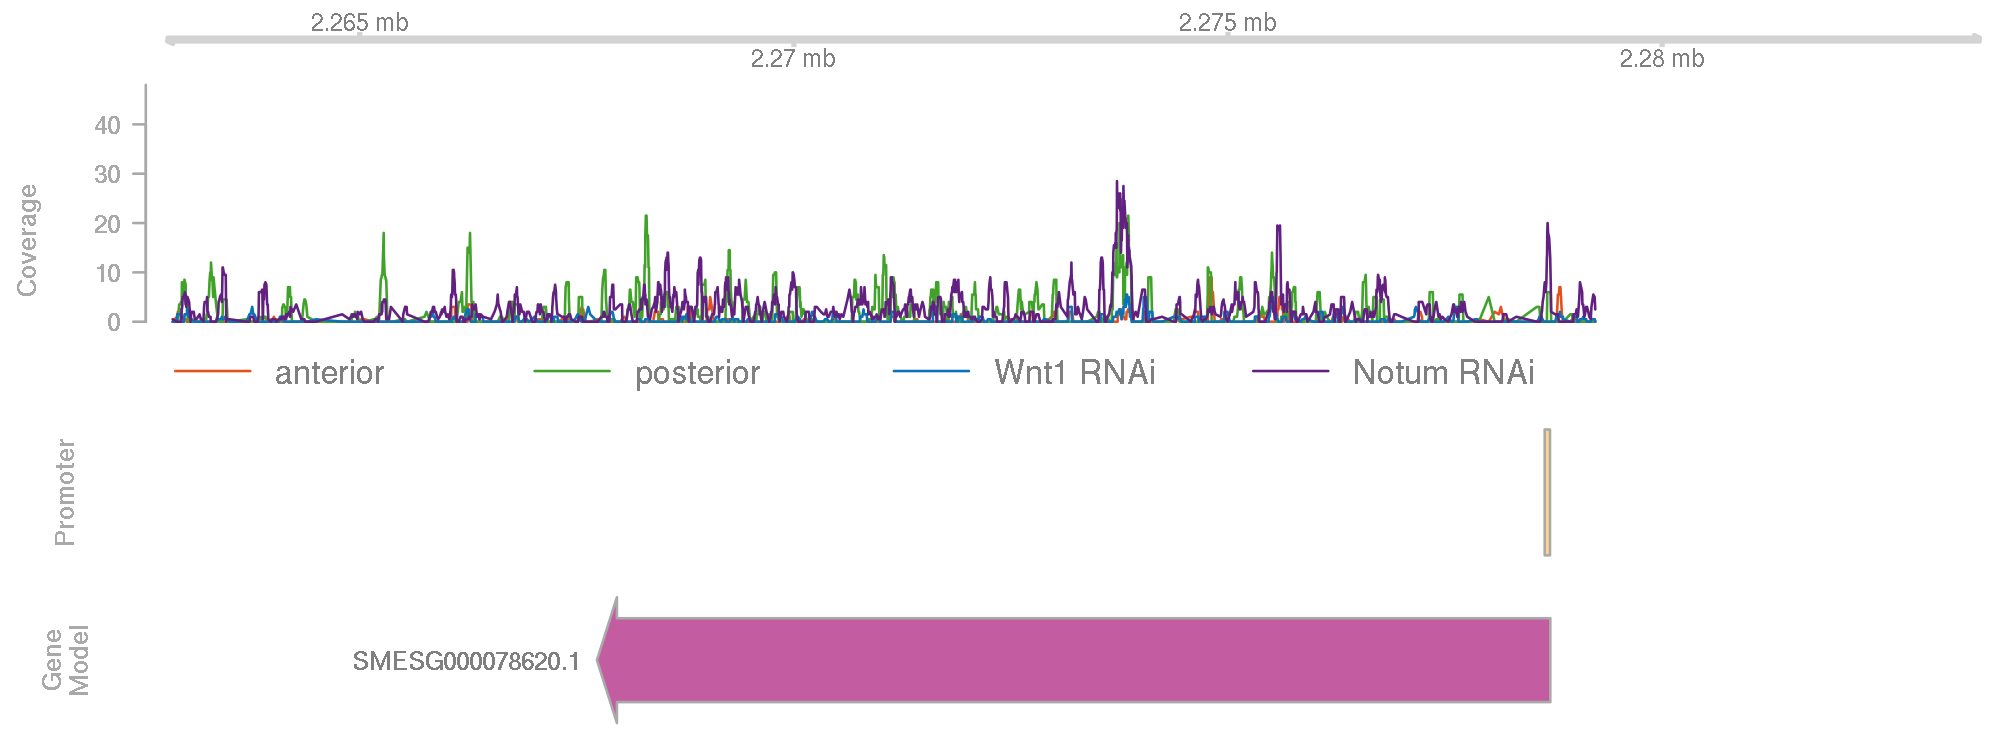 2.265 mb
2.275 mb
2.27 mb
2.28 mb
Coverage
40
30
20
10
0
anterior
posterior
Wnt1 RNAi
Notum RNAi
Promoter
Gene
Model
SMESG000078620.1